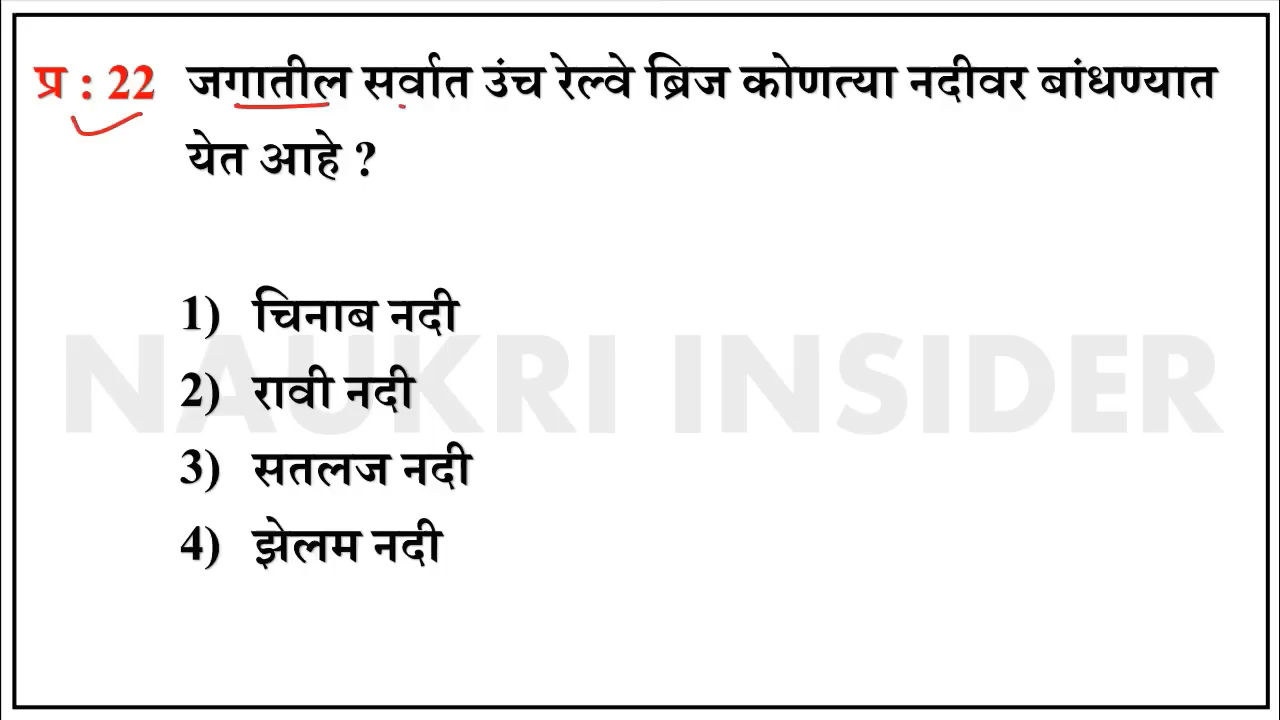 प्र : 22 जगातील सर्वात उंच रेल्वे ब्रिज कोणत्या नदीवर बांधण्यात
येत आहे ?
1) चिनाब नदी
NAUKRI INSIDER
2) रावी नदी
3) सतलज नदी
4) झेलम नदी